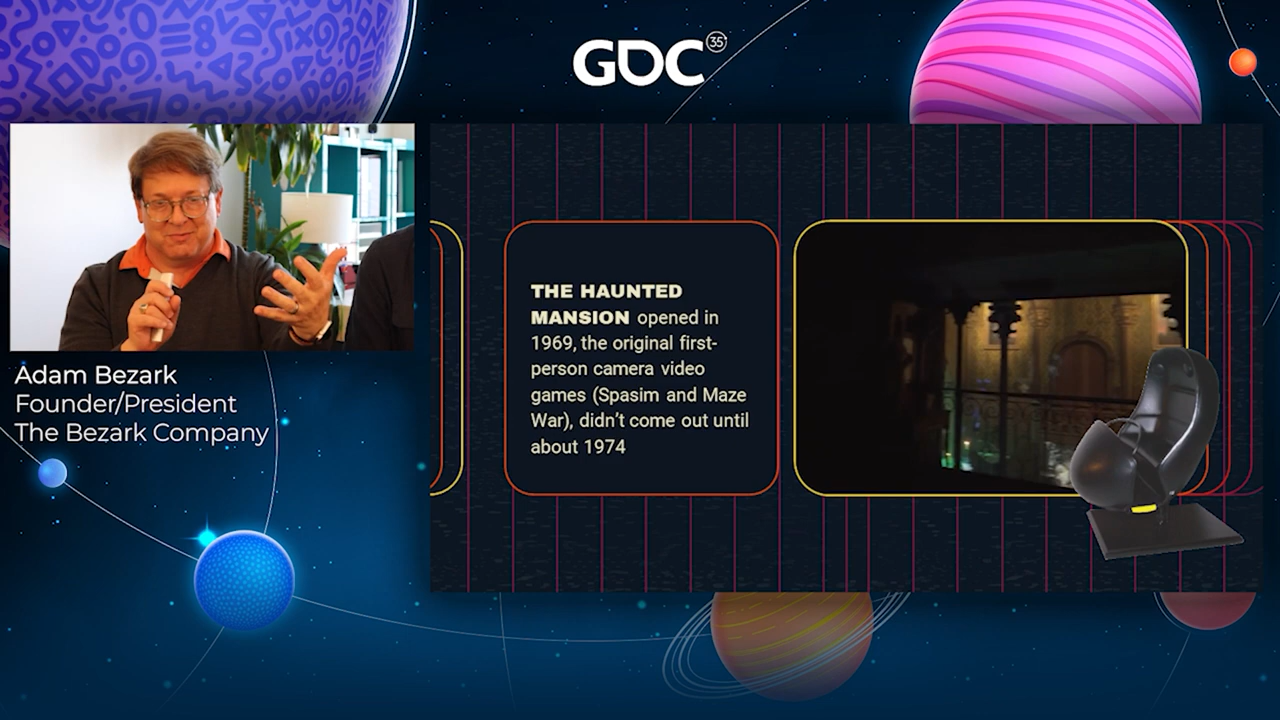 GDC 35
Adam Bezark
Founder/President
The Bezark Company
THE HAUNTED
MANSION opened in
1969, the original first-
person camera video
games (Spasim and Maze
War), didn't come out until
about 1974